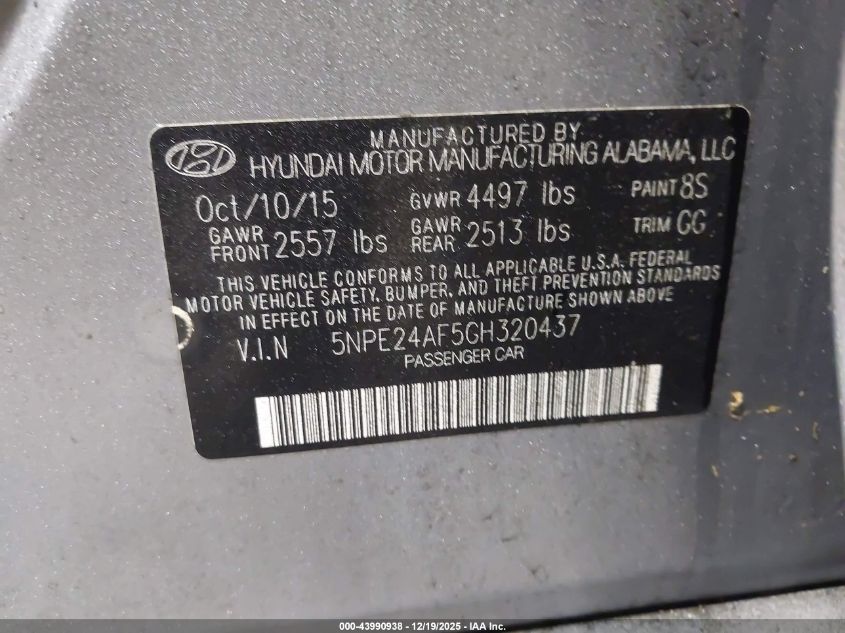 MANUFACTURED BY
HYUNDAI MOTOR MANUFACTURING ALABAMA, LLC
Oct/10/15 GVWR 4497 lbs PAINT 8S
GAWR FRONT 2557 lbs GAWR REAR 2513 lbs TRIM GG
THIS VEHICLE CONFORMS TO ALL APPLICABLE U.S.A. FEDERAL
MOTOR VEHICLE SAFETY, BUMPER, AND THEFT PREVENTION STANDARDS
IN EFFECT ON THE DATE OF MANUFACTURE SHOWN ABOVE
V.I.N 5NPE24AF5GH320437
PASSENGER CAR
000-43990938 - 12/19/2025 - IAA Inc.